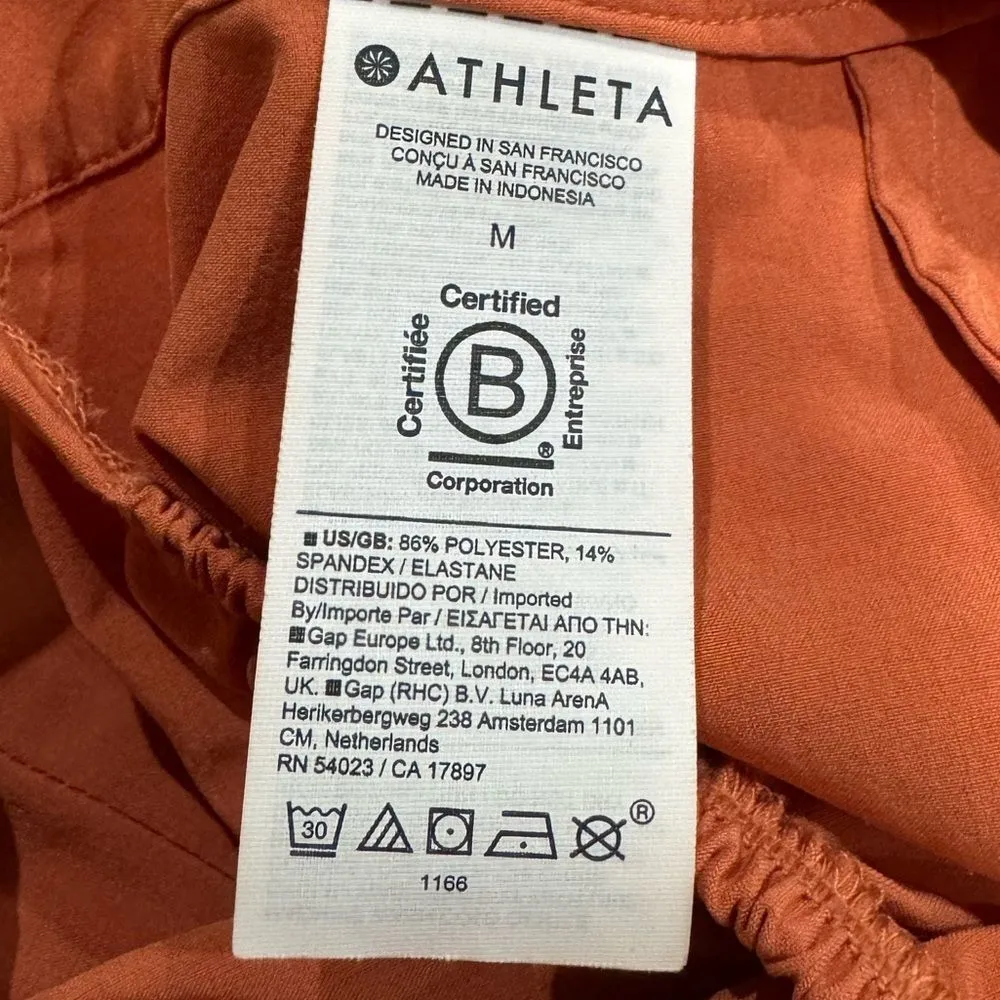 ATHLETA
DESIGNED IN SAN FRANCISCO
CONÇU À SAN FRANCISCO
MADE IN INDONESIA
M
Certified
Certifiée
B
Entreprise
®
Corporation
US/GB: 86% POLYESTER, 14%
SPANDEX / ELASTANE
DISTRIBUIDO POR / Imported
By/Importe Par / ΕΙΣΑΓΕΤΑΙ ΑΠΟ ΤΗΝ:
Gap Europe Ltd., 8th Floor, 20
Farringdon Street, London, EC4A 4AB,
UK. Gap (RHC) B.V. Luna ArenA
Herikerbergweg 238 Amsterdam 1101
CM, Netherlands
RN 54023 / CA 17897
30
®
1166